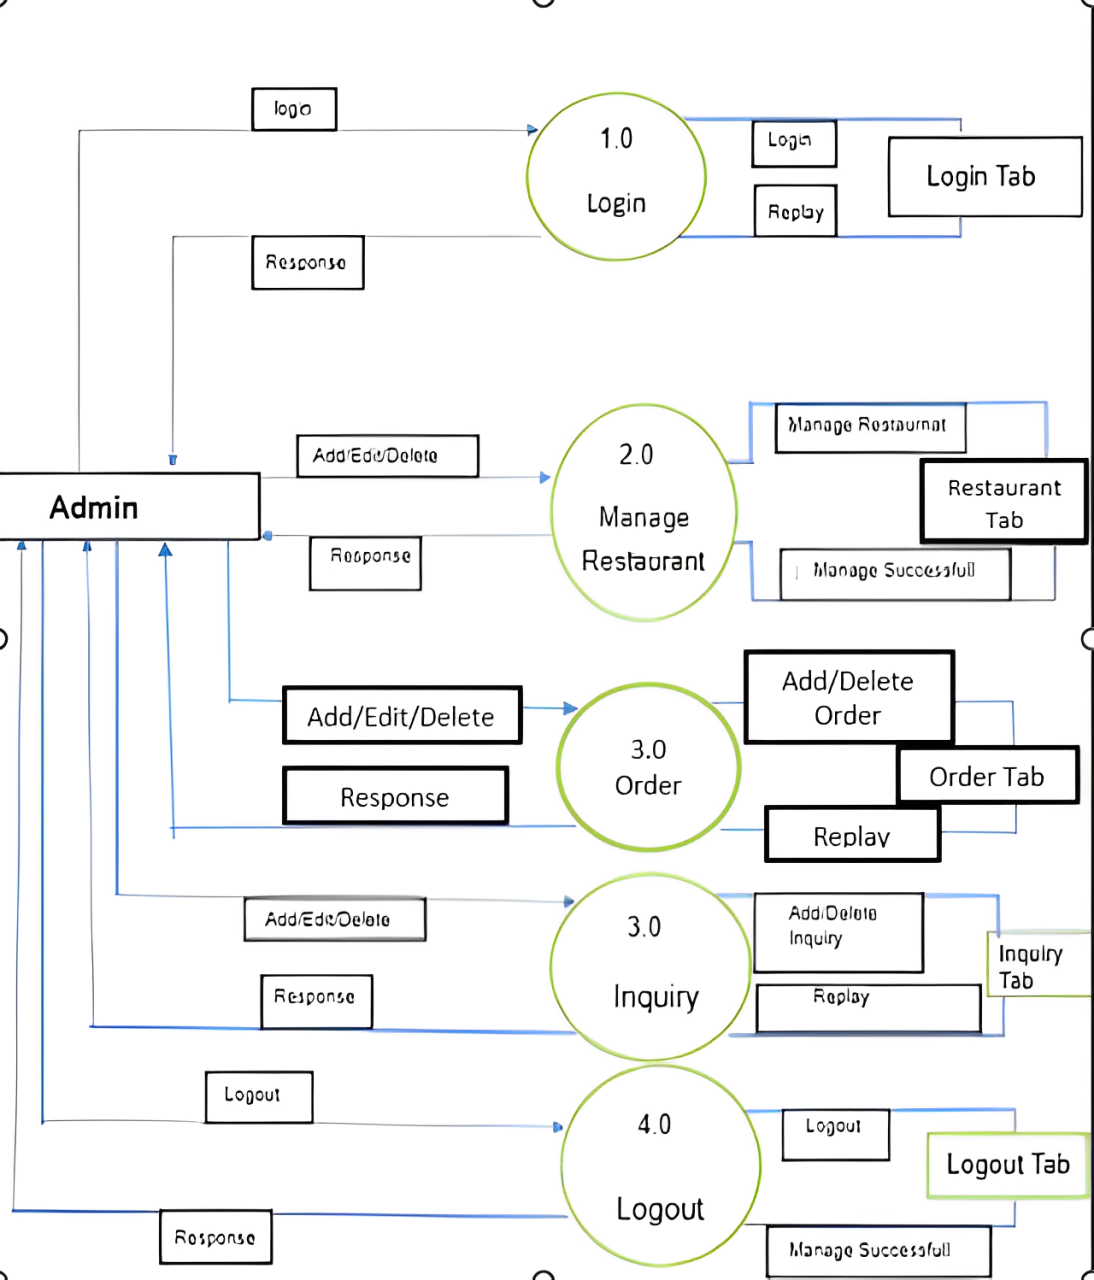 login
1.0
Login
Login
Replay
Login Tab
Response
Admin
Add/Edit/Delete
Response
2.0
Manage
Restaurant
Manage Restaurnat
Restaurant
Tab
Manage Successfull
Add/Edit/Delete
Response
3.0
Order
Add/Delete
Order
Order Tab
Replay
Add/Edit/Delete
Response
3.0
Inquiry
Add/Delete
Inquiry
Replay
Inquiry
Tab
Logout
Response
4.0
Logout
Logout
Logout Tab
Manage Successfull